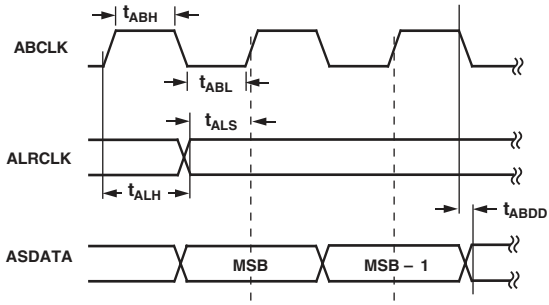 tABH
ABCLK
tABL
tALS
ALRCLK
tALH
tABDD
ASDATA
MSB
MSB – 1